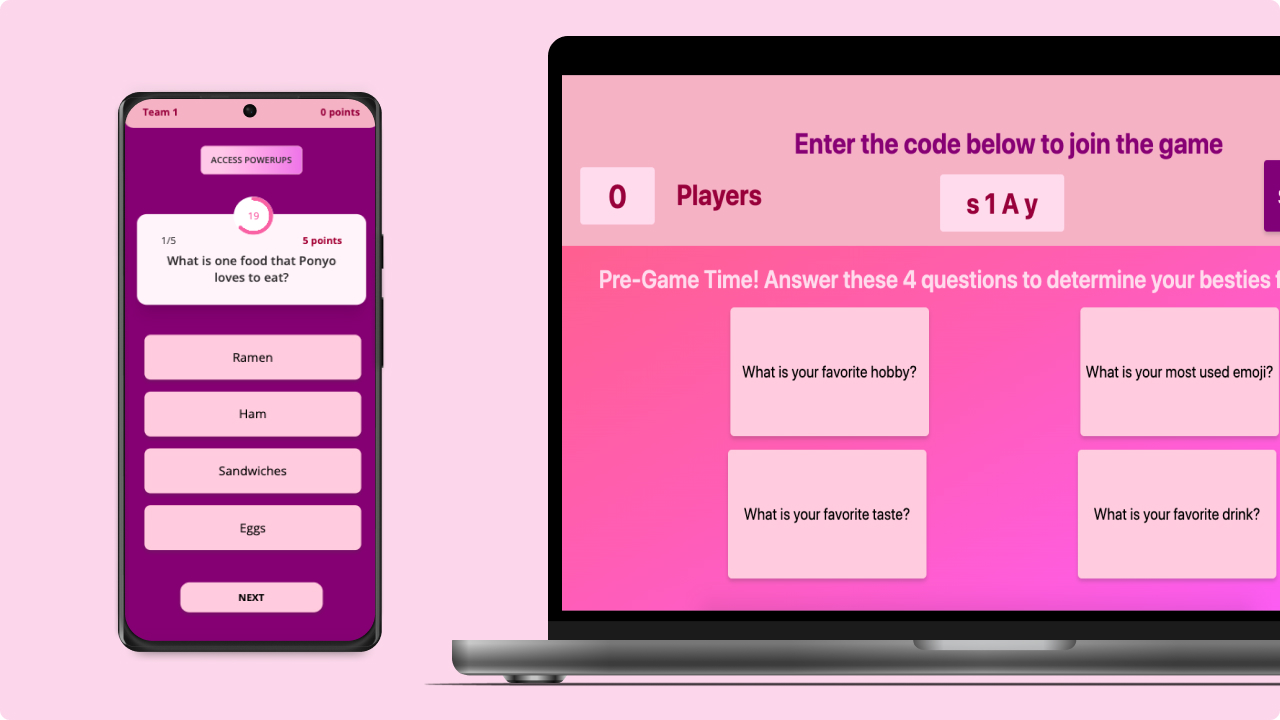 Team 1
0 points
ACCESS POWERUPS
19
1/5
5 points
What is one food that Ponyo
loves to eat?
Ramen
Ham
Sandwiches
Eggs
NEXT
Enter the code below to join the game
0
Players
s 1 A y
Pre-Game Time! Answer these 4 questions to determine your besties
What is your favorite hobby?
What is your most used emoji?
What is your favorite taste?
What is your favorite drink?